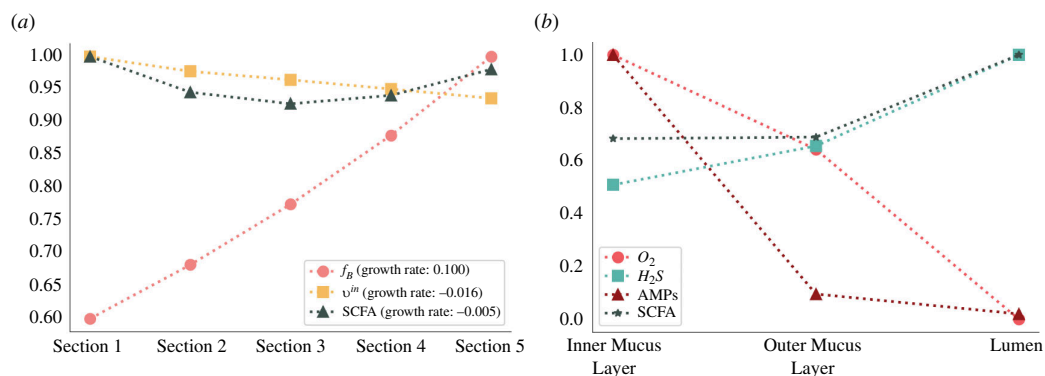 (a)
1.00
0.95
0.90
0.85
0.80
0.75
0.70
0.65
0.60
f_B (growth rate: 0.100)
υ^in (growth rate: –0.016)
SCFA (growth rate: –0.005)
Section 1 Section 2 Section 3 Section 4 Section 5
(b)
1.0
0.8
0.6
0.4
0.2
0.0
O_2
H_2S
AMPs
SCFA
Inner Mucus Layer
Outer Mucus Layer
Lumen